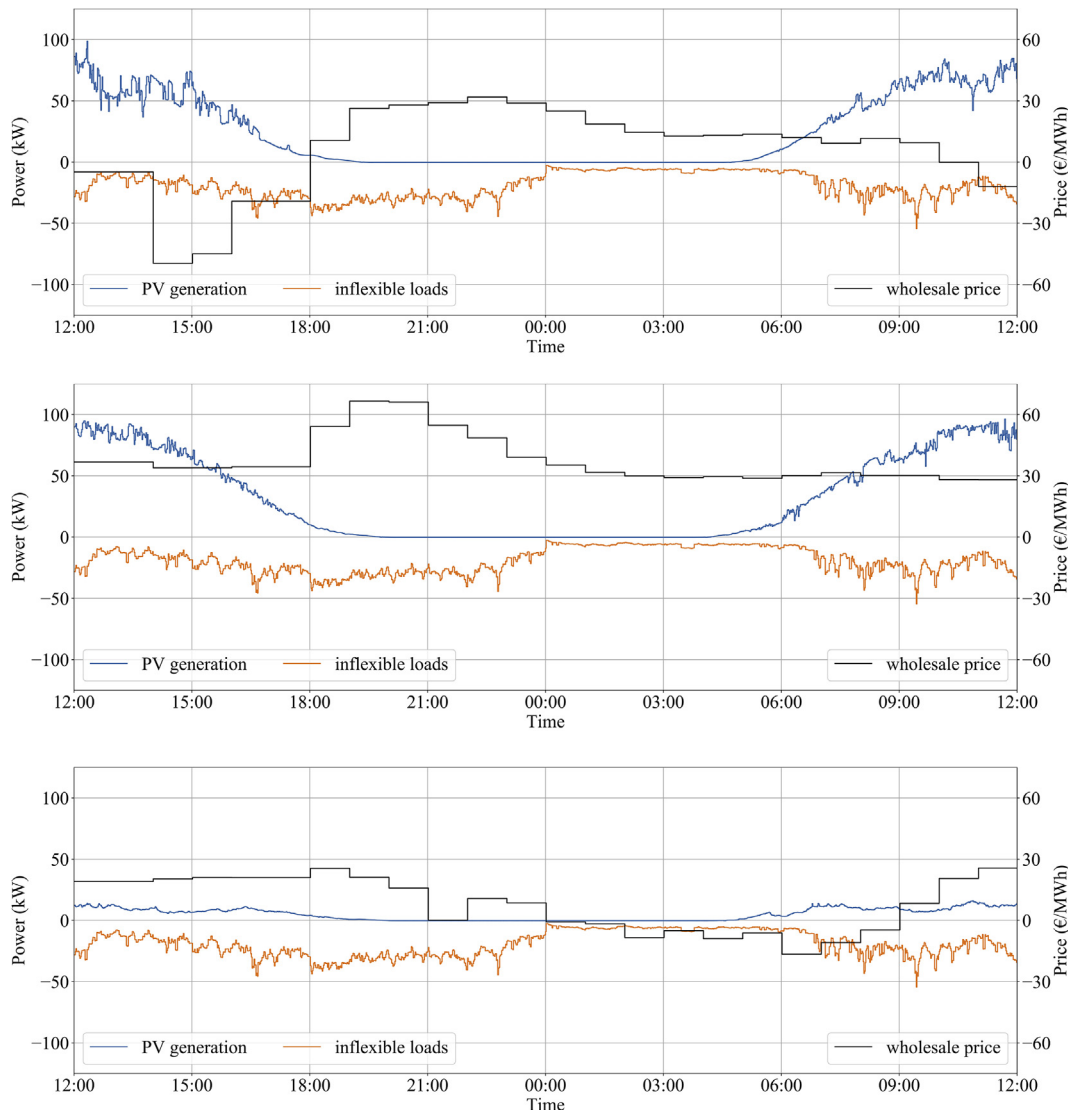 100
50
0
−50
−100
Power (kW)
60
30
0
−30
−60
Price (€/MWh)
PV generation
inflexible loads
wholesale price
12:00 15:00 18:00 21:00 00:00 03:00 06:00 09:00 12:00
Time
100
50
0
−50
−100
Power (kW)
60
30
0
−30
−60
Price (€/MWh)
PV generation
inflexible loads
wholesale price
12:00 15:00 18:00 21:00 00:00 03:00 06:00 09:00 12:00
Time
100
50
0
−50
−100
Power (kW)
60
30
0
−30
−60
Price (€/MWh)
PV generation
inflexible loads
wholesale price
12:00 15:00 18:00 21:00 00:00 03:00 06:00 09:00 12:00
Time